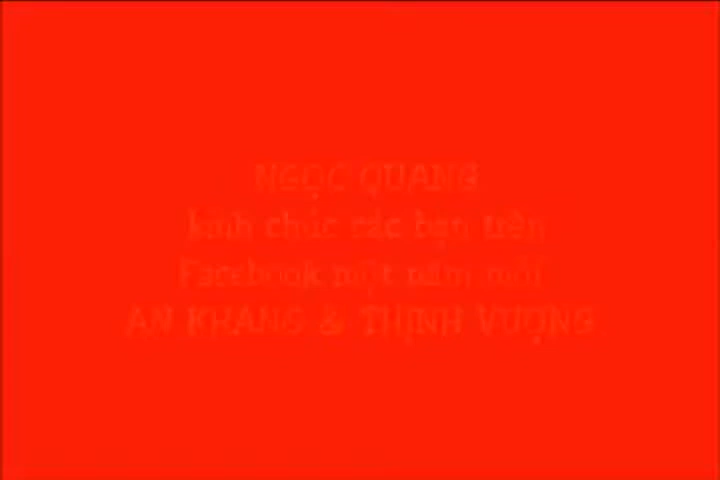 NGỌC QUANG
kính chúc các bạn trên
Facebook một năm mới
AN KHANG & THỊNH VƯỢNG